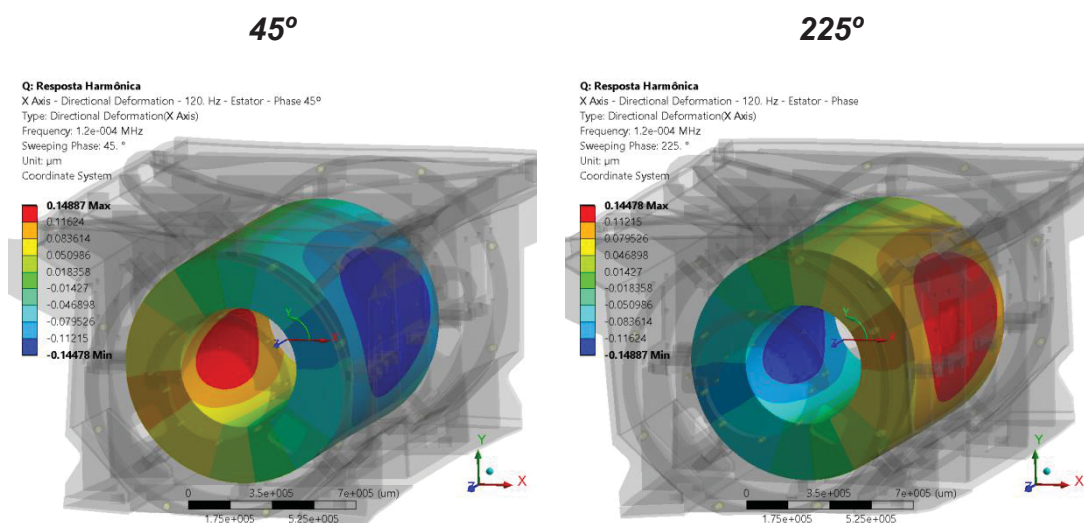 45º
225º
Q: Resposta Harmônica
X Axis - Directional Deformation - 120. Hz - Estator - Phase 45º
Type: Directional Deformation(X Axis)
Frequency: 1.2e-004 MHz
Sweeping Phase: 45. °
Unit: µm
Coordinate System
0.14887 Max
0.11624
0.083614
0.050986
0.018358
-0.01427
-0.046898
-0.079526
-0.11215
-0.14478 Min
Y
Z
X
Y
Z
X
0
3.5e+005
7e+005 (um)
1.75e+005
5.25e+005
Q: Resposta Harmônica
X Axis - Directional Deformation - 120. Hz - Estator - Phase
Type: Directional Deformation(X Axis)
Frequency: 1.2e-004 MHz
Sweeping Phase: 225. °
Unit: µm
Coordinate System
0.14478 Max
0.11215
0.079526
0.046898
0.01427
-0.018358
-0.050986
-0.083614
-0.11624
-0.14887 Min
Y
Z
X
Y
Z
X
0
3.5e+005
7e+005 (um)
1.75e+005
5.25e+005